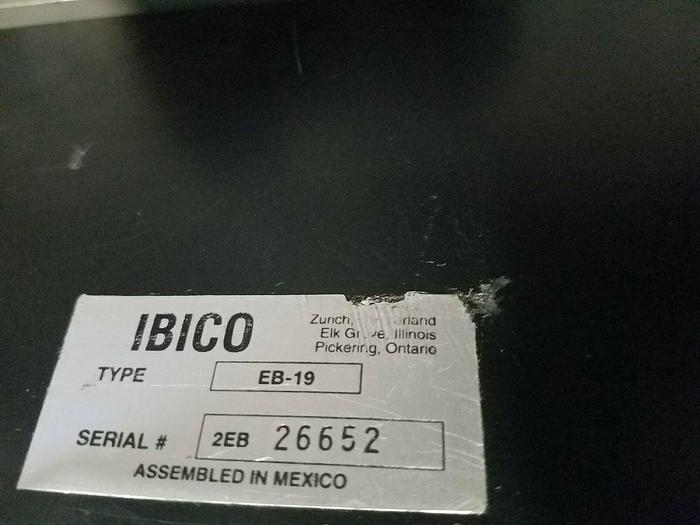 IBICO
Zurich,
Elk Grove, Illinois
Pickering, Ontario
TYPE EB-19
SERIAL # 2EB 26652
ASSEMBLED IN MEXICO